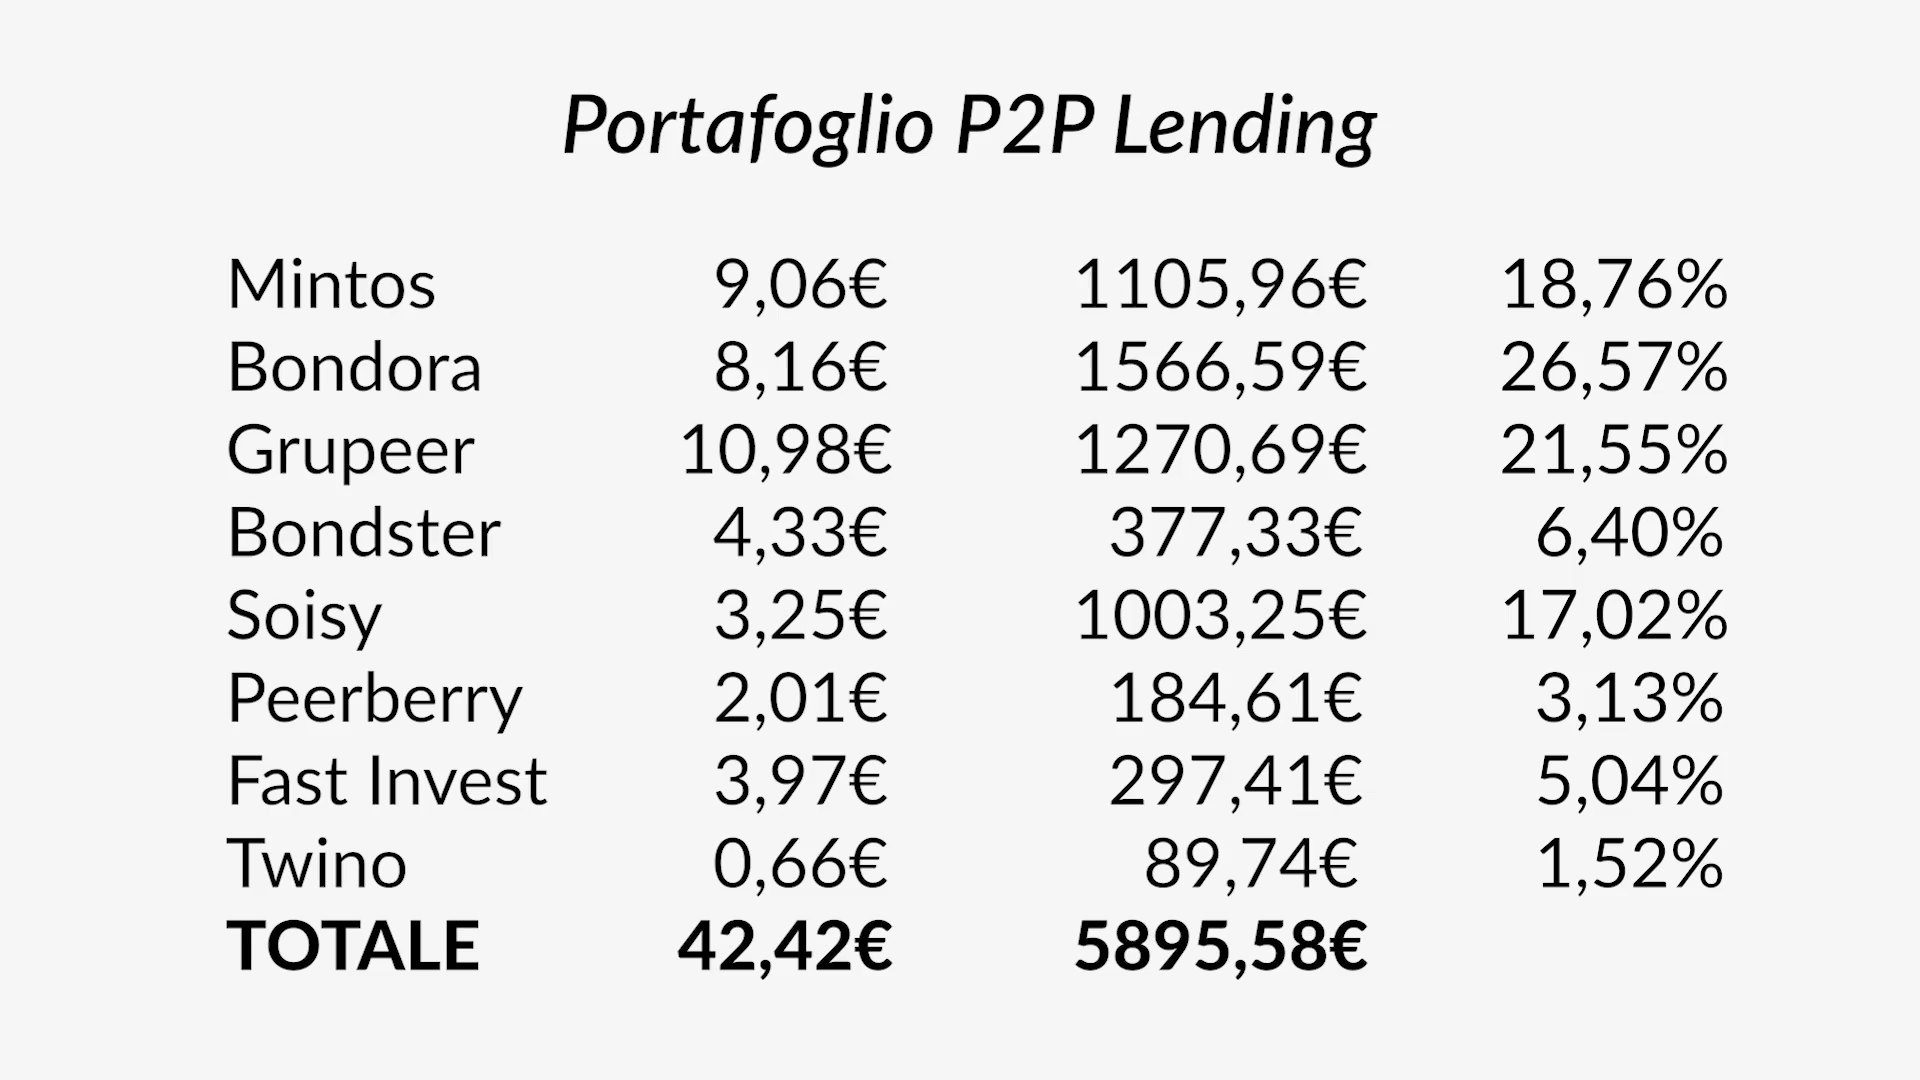 Portafoglio P2P Lending
Mintos 9,06€ 1105,96€ 18,76%
Bondora 8,16€ 1566,59€ 26,57%
Grupeer 10,98€ 1270,69€ 21,55%
Bondster 4,33€ 377,33€ 6,40%
Soisy 3,25€ 1003,25€ 17,02%
Peerberry 2,01€ 184,61€ 3,13%
Fast Invest 3,97€ 297,41€ 5,04%
Twino 0,66€ 89,74€ 1,52%
TOTALE 42,42€ 5895,58€